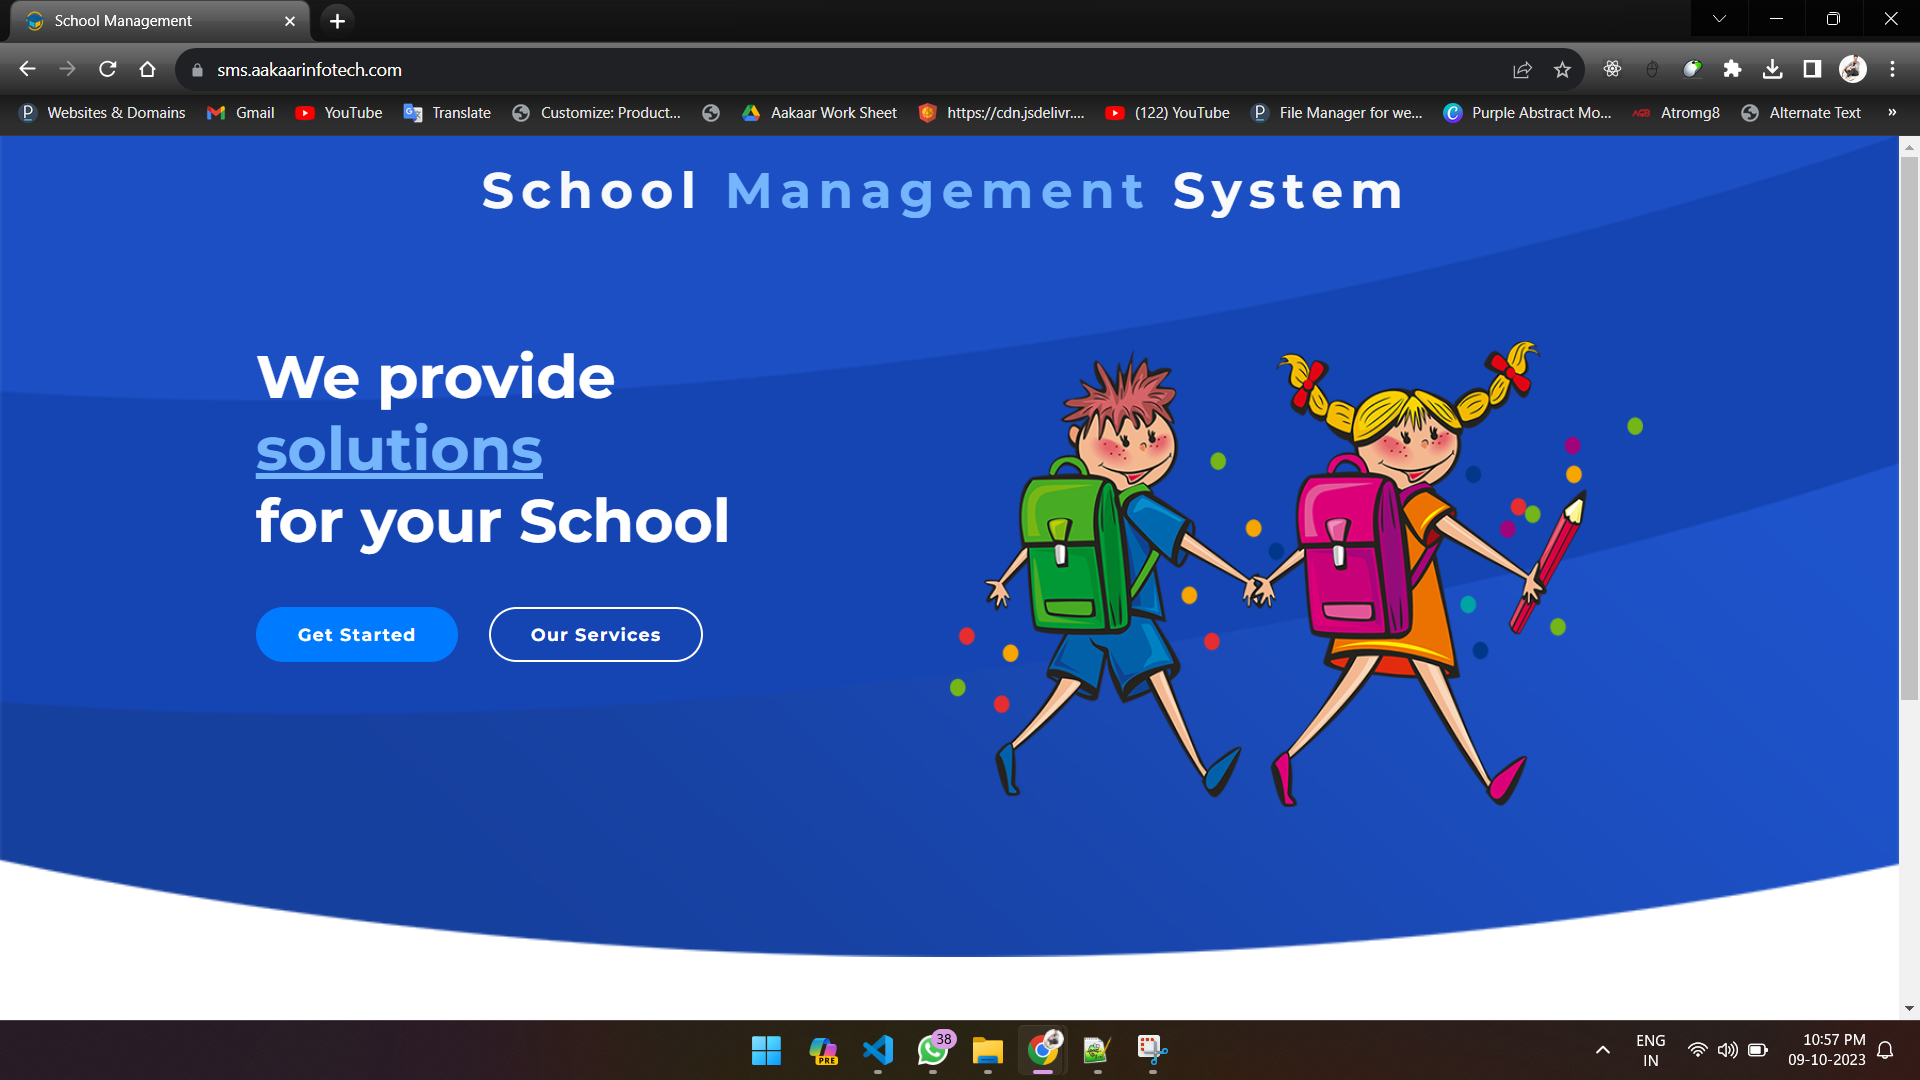 School Management
sms.aakaarinfotech.com
Websites & Domains
Gmail
YouTube
Translate
Customize: Product...
Aakaar Work Sheet
https://cdn.jsdelivr....
(122) YouTube
File Manager for we...
Purple Abstract Mo...
Atromg8
Alternate Text
»
School Management System
We provide
solutions
for your School
Get Started
Our Services
PRE
38
ENG
IN
10:57 PM
09-10-2023